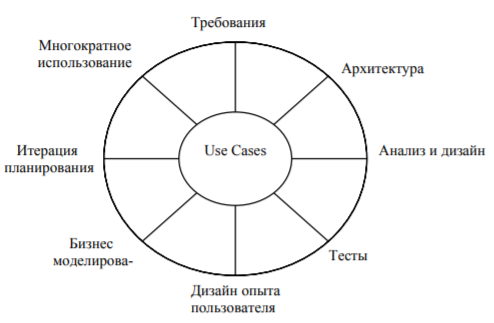 Требования
Многократное
использование
Архитектура
Use Cases
Итерация
планирования
Анализ и дизайн
Бизнес
моделирова-
Тесты
Дизайн опыта
пользователя